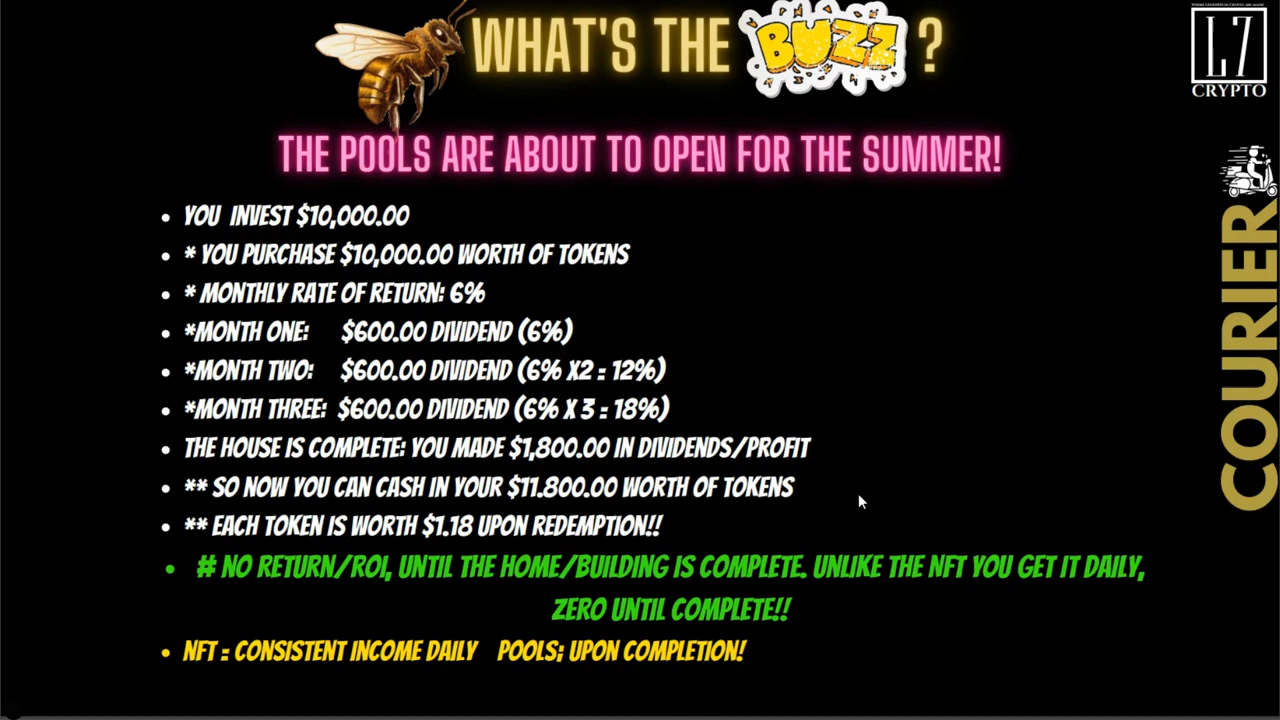 WHAT'S THE BUZZ ?
L7
CRYPTO
THE POOLS ARE ABOUT TO OPEN FOR THE SUMMER!
• YOU INVEST $10,000.00
• * YOU PURCHASE $10,000.00 WORTH OF TOKENS
• * MONTHLY RATE OF RETURN: 6%
• *MONTH ONE: $600.00 DIVIDEND (6%)
• *MONTH TWO: $600.00 DIVIDEND (6% X2 = 12%)
• *MONTH THREE: $600.00 DIVIDEND (6% X 3 = 18%)
• THE HOUSE IS COMPLETE: YOU MADE $1,800.00 IN DIVIDENDS/PROFIT
• ** SO NOW YOU CAN CASH IN YOUR $11.800.00 WORTH OF TOKENS
• ** EACH TOKEN IS WORTH $1.18 UPON REDEMPTION!!
• # NO RETURN/ROI, UNTIL THE HOME/BUILDING IS COMPLETE. UNLIKE THE NFT YOU GET IT DAILY,
ZERO UNTIL COMPLETE!!
• NFT = CONSISTENT INCOME DAILY POOLS; UPON COMPLETION!
COURIER